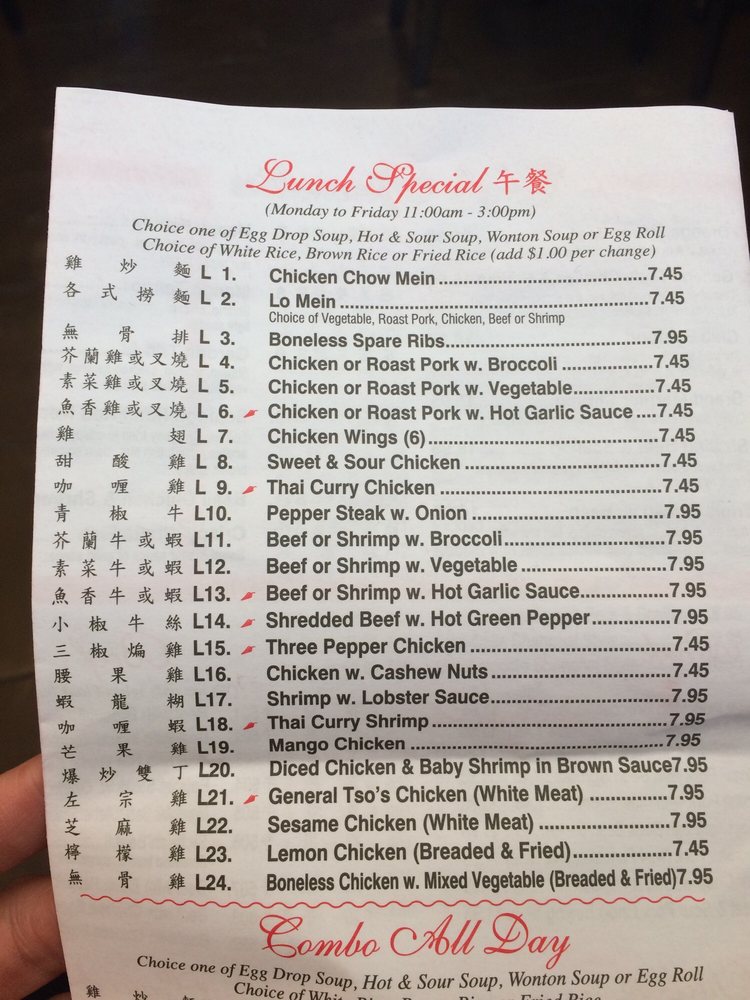 Lunch Special 午餐
(Monday to Friday 11:00am - 3:00pm)
Choice one of Egg Drop Soup, Hot & Sour Soup, Wonton Soup or Egg Roll
Choice of White Rice, Brown Rice or Fried Rice (add $1.00 per change)
雞炒麵 L 1. Chicken Chow Mein ... 7.45
各式撈麵 L 2. Lo Mein ... 7.45
Choice of Vegetable, Roast Pork, Chicken, Beef or Shrimp
無骨排 L 3. Boneless Spare Ribs ... 7.95
芥蘭雞或叉燒 L 4. Chicken or Roast Pork w. Broccoli ... 7.45
素菜雞或叉燒 L 5. Chicken or Roast Pork w. Vegetable ... 7.45
魚香雞或叉燒 L 6. Chicken or Roast Pork w. Hot Garlic Sauce .... 7.45
雞翅 L 7. Chicken Wings (6) ... 7.45
甜酸雞 L 8. Sweet & Sour Chicken ... 7.45
咖喱雞 L 9. Thai Curry Chicken ... 7.45
青椒牛 L10. Pepper Steak w. Onion ... 7.95
芥蘭牛或蝦 L11. Beef or Shrimp w. Broccoli ... 7.95
素菜牛或蝦 L12. Beef or Shrimp w. Vegetable ... 7.95
魚香牛或蝦 L13. Beef or Shrimp w. Hot Garlic Sauce ... 7.95
小椒牛絲 L14. Shredded Beef w. Hot Green Pepper ... 7.95
三椒煸雞 L15. Three Pepper Chicken ... 7.45
腰果雞 L16. Chicken w. Cashew Nuts ... 7.45
蝦龍糊 L17. Shrimp w. Lobster Sauce ... 7.95
咖喱蝦 L18. Thai Curry Shrimp ... 7.95
芒果雞 L19. Mango Chicken ... 7.95
爆炒雙丁 L20. Diced Chicken & Baby Shrimp in Brown Sauce 7.95
左宗雞 L21. General Tso's Chicken (White Meat) ... 7.95
芝麻雞 L22. Sesame Chicken (White Meat) ... 7.95
檸檬雞 L23. Lemon Chicken (Breaded & Fried) ... 7.45
無骨雞 L24. Boneless Chicken w. Mixed Vegetable (Breaded & Fried) 7.95
Combo All Day
Choice one of Egg Drop Soup, Hot & Sour Soup, Wonton Soup or Egg Roll
雞炒 Choice of White Rice, Brown Rice or Fried Rice